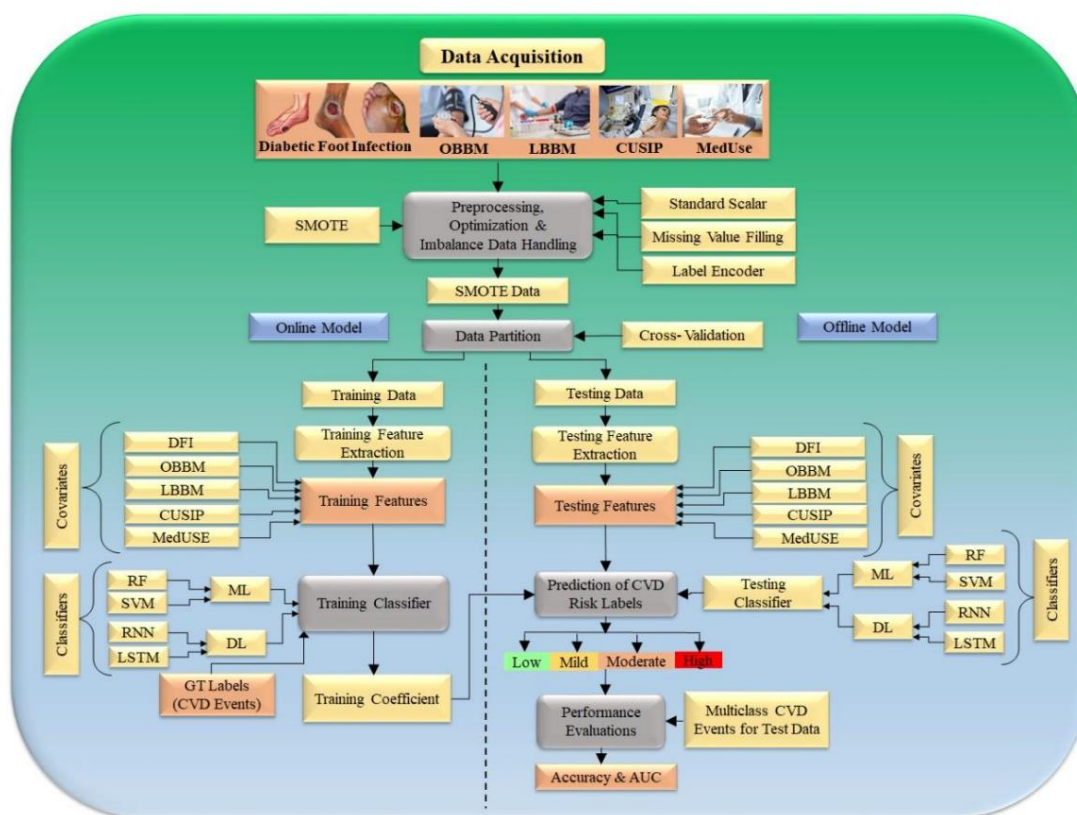 Data Acquisition
Diabetic Foot Infection
OBBM
LBBM
CUSIP
MedUse
Preprocessing,
Optimization &
Imbalance Data Handling
SMOTE
Standard Scalar
Missing Value Filling
Label Encoder
SMOTE Data
Online Model
Data Partition
Cross- Validation
Offline Model
Training Data
Training Feature
Extraction
Covariates
DFI
OBBM
LBBM
CUSIP
MedUSE
Training Features
Testing Data
Testing Feature
Extraction
Testing Features
DFI
OBBM
LBBM
CUSIP
MedUSE
Covariates
Classifiers
RF
SVM
ML
RNN
LSTM
DL
Training Classifier
GT Labels
(CVD Events)
Training Coefficient
Prediction of CVD
Risk Labels
Testing
Classifier
ML
DL
RF
SVM
RNN
LSTM
Classifiers
Low
Mild
Moderate
High
Performance
Evaluations
Multiclass CVD
Events for Test Data
Accuracy & AUC